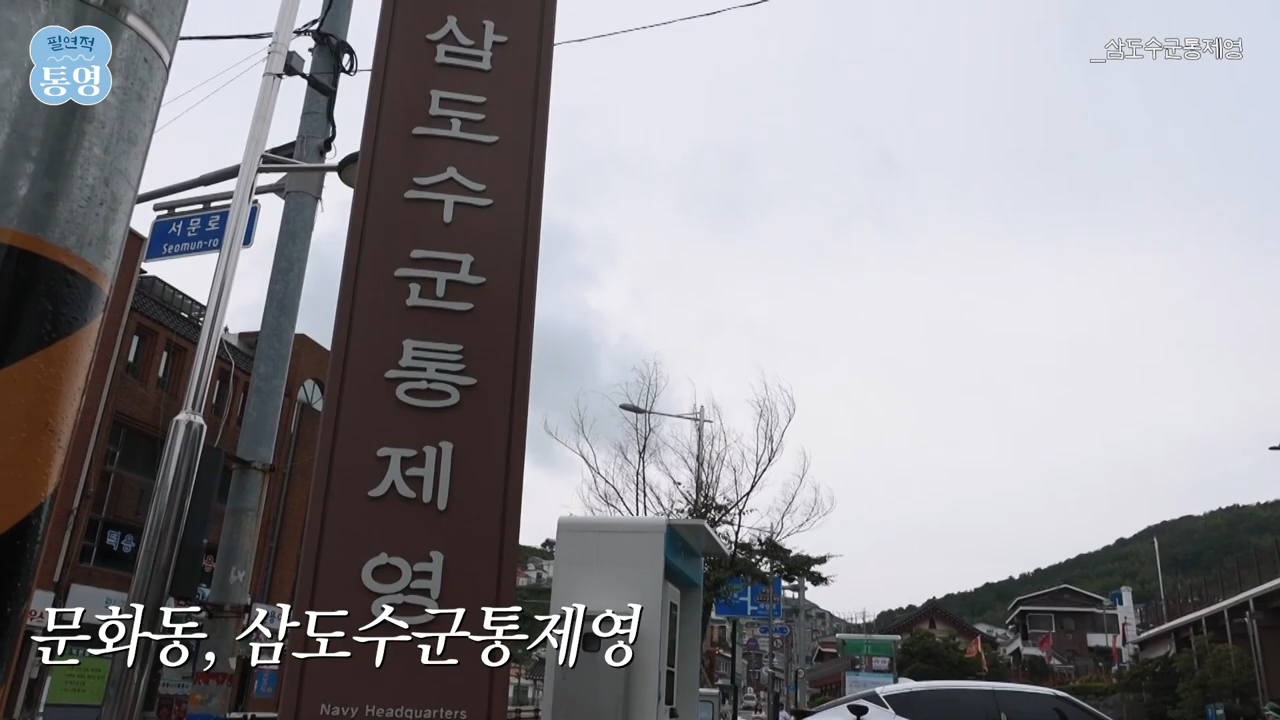 필연적
통영
_삼도수군통제영
삼도수군통제영
서문로
Seomun-ro
문화동, 삼도수군통제영
Navy Headquarters